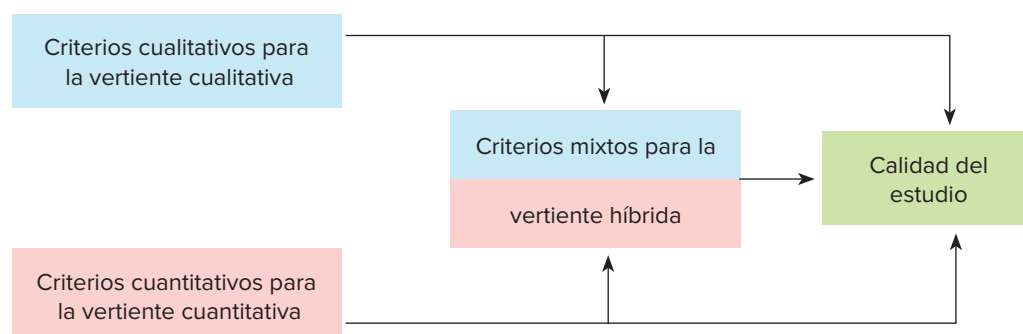 Criterios cualitativos para
la vertiente cualitativa
Criterios mixtos para la
vertiente híbrida
Calidad del
estudio
Criterios cuantitativos para
la vertiente cuantitativa